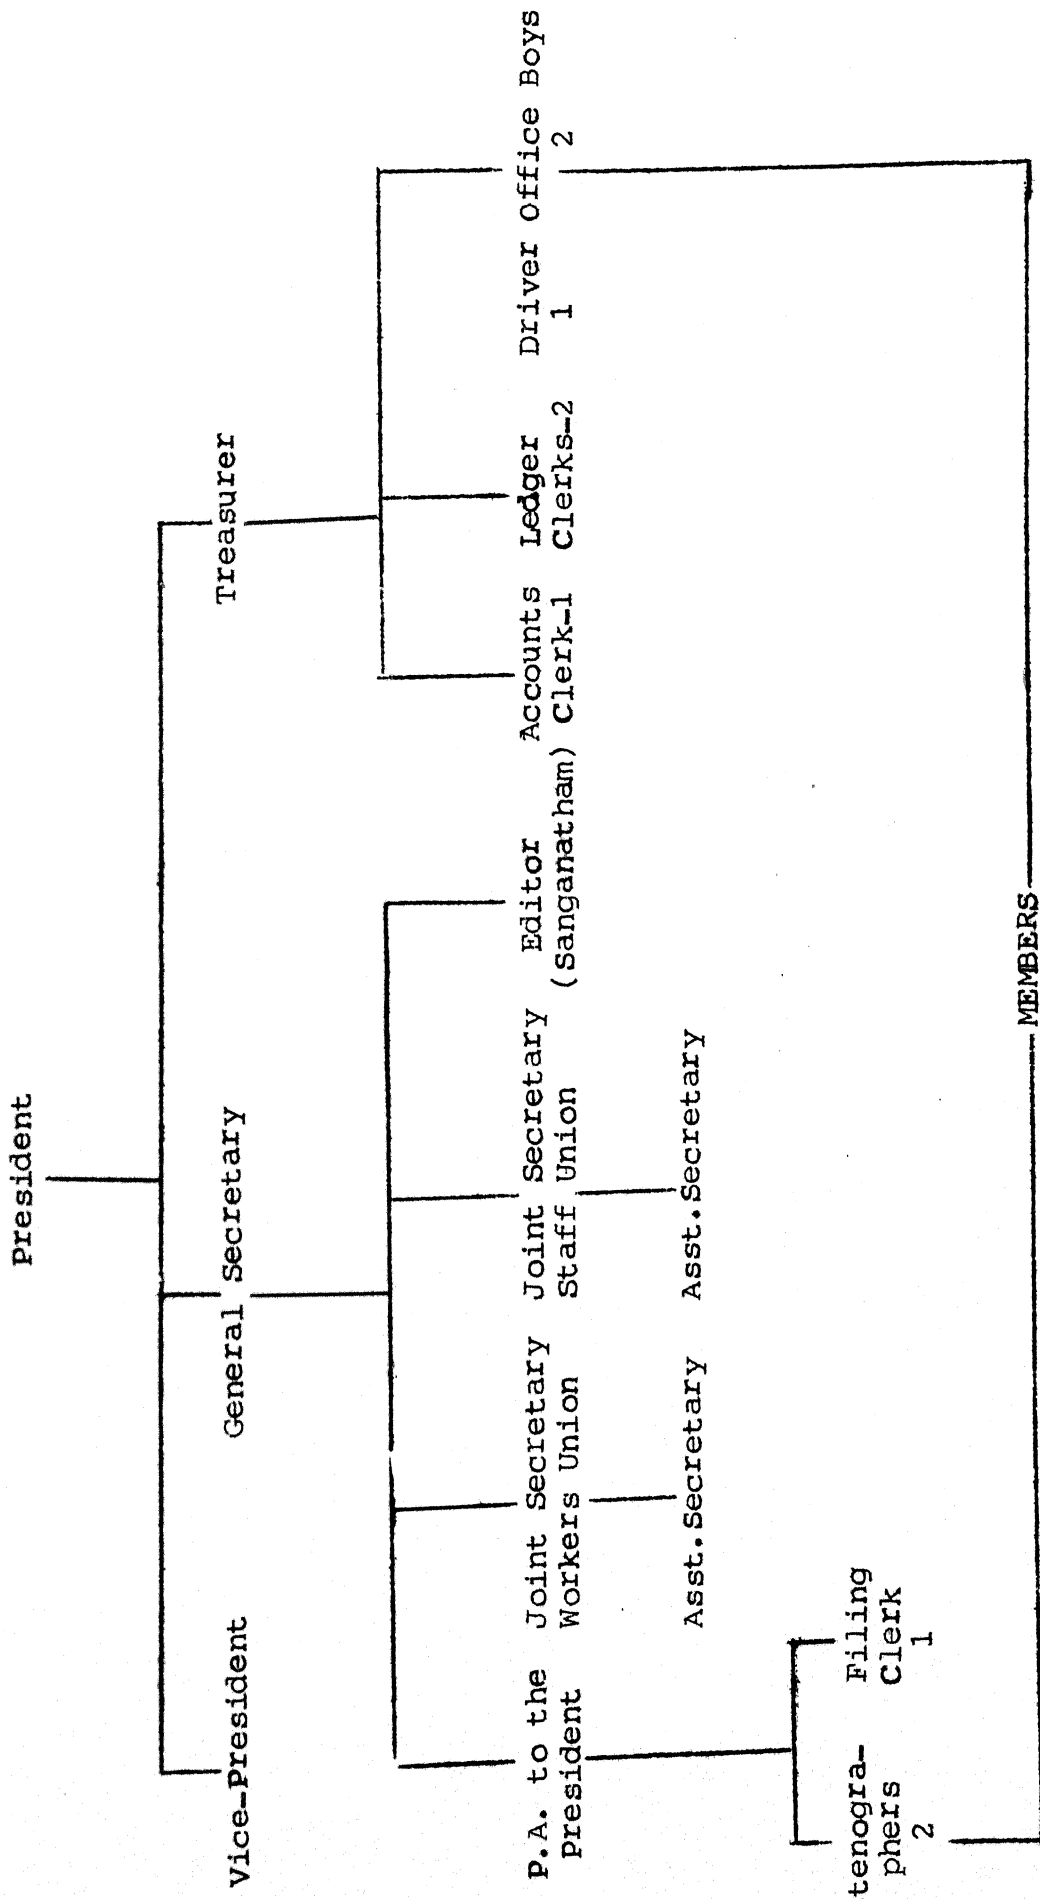 President
Vice-President
General Secretary
Treasurer
P.A. to the
President
Joint Secretary
Workers Union
Joint Secretary
Staff Union
Editor
(Sanganatham)
Accounts
Clerk-1
Ledger
Clerks-2
Driver
1
Office Boys
2
Asst.Secretary
Asst.Secretary
tenogra-
phers
2
Filing
Clerk
1
MEMBERS